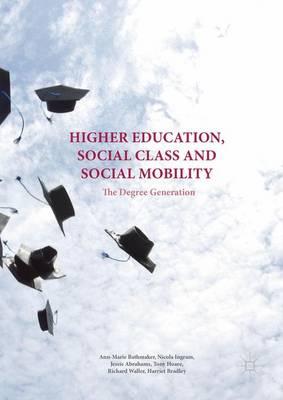 HIGHER EDUCATION,
SOCIAL CLASS AND
SOCIAL MOBILITY
The Degree Generation
Ann-Marie Bathmaker, Nicola Ingram,
Jessie Abrahams, Tony Hoare,
Richard Waller, Harriet Bradley